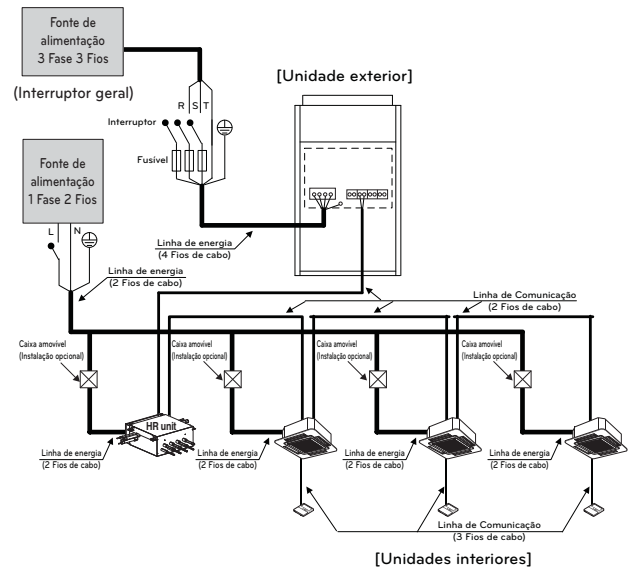 Fonte de
alimentação
3 Fase 3 Fios
(Interruptor geral)
[Unidade exterior]
R S T
Interruptor
Fusível
Fonte de
alimentação
1 Fase 2 Fios
L N
Linha de energia
(4 Fios de cabo)
Linha de energia
(2 Fios de cabo)
Linha de Comunicação
(2 Fios de cabo)
Caixa amovível
(Instalação opcional)
Caixa amovível
(Instalação opcional)
Caixa amovível
(Instalação opcional)
Caixa amovível
(Instalação opcional)
HR unit
Linha de energia
(2 Fios de cabo)
Linha de energia
(2 Fios de cabo)
Linha de energia
(2 Fios de cabo)
Linha de energia
(2 Fios de cabo)
Linha de Comunicação
(3 Fios de cabo)
[Unidades interiores]